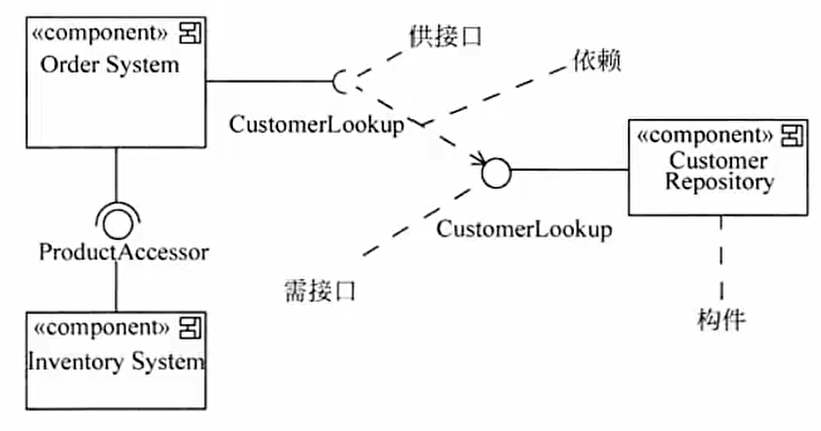 «component»
Order System
供接口
依赖
CustomerLookup
«component»
Customer
Repository
CustomerLookup
ProductAccessor
需接口
构件
«component»
Inventory System